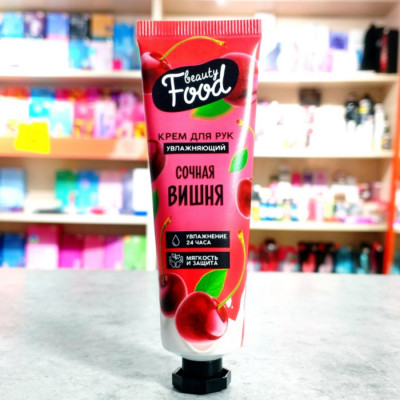 beauty
Food
КРЕМ ДЛЯ РУК
УВЛАЖНЯЮЩИЙ
СОЧНАЯ
ВИШНЯ
УВЛАЖНЕНИЕ
24 ЧАСА
МЯГКОСТЬ
И ЗАЩИТА